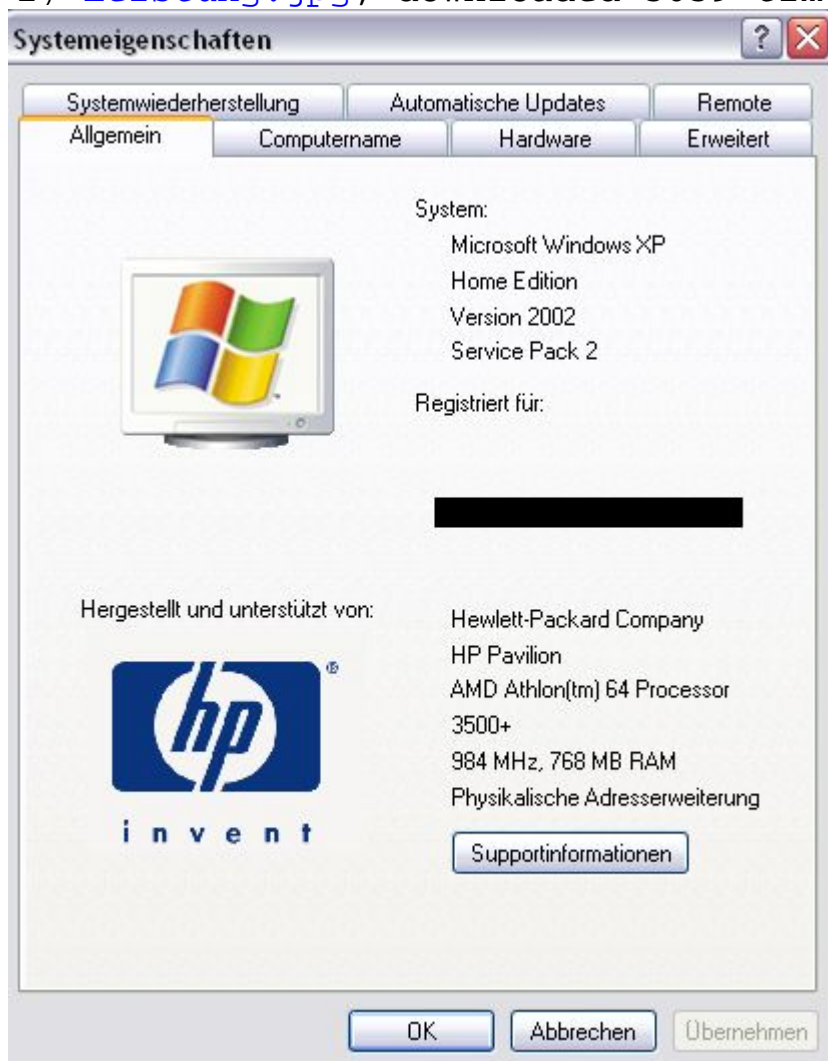 Systemeigenschaften
Systemwiederherstellung Automatische Updates Remote
Allgemein Computername Hardware Erweitert
System:
Microsoft Windows XP
Home Edition
Version 2002
Service Pack 2
Registriert für:
Hergestellt und unterstützt von:
Hewlett-Packard Company
HP Pavilion
AMD Athlon(tm) 64 Processor
3500+
984 MHz, 768 MB RAM
Physikalische Adresserweiterung
hp ®
invent
Supportinformationen
OK Abbrechen Übernehmen